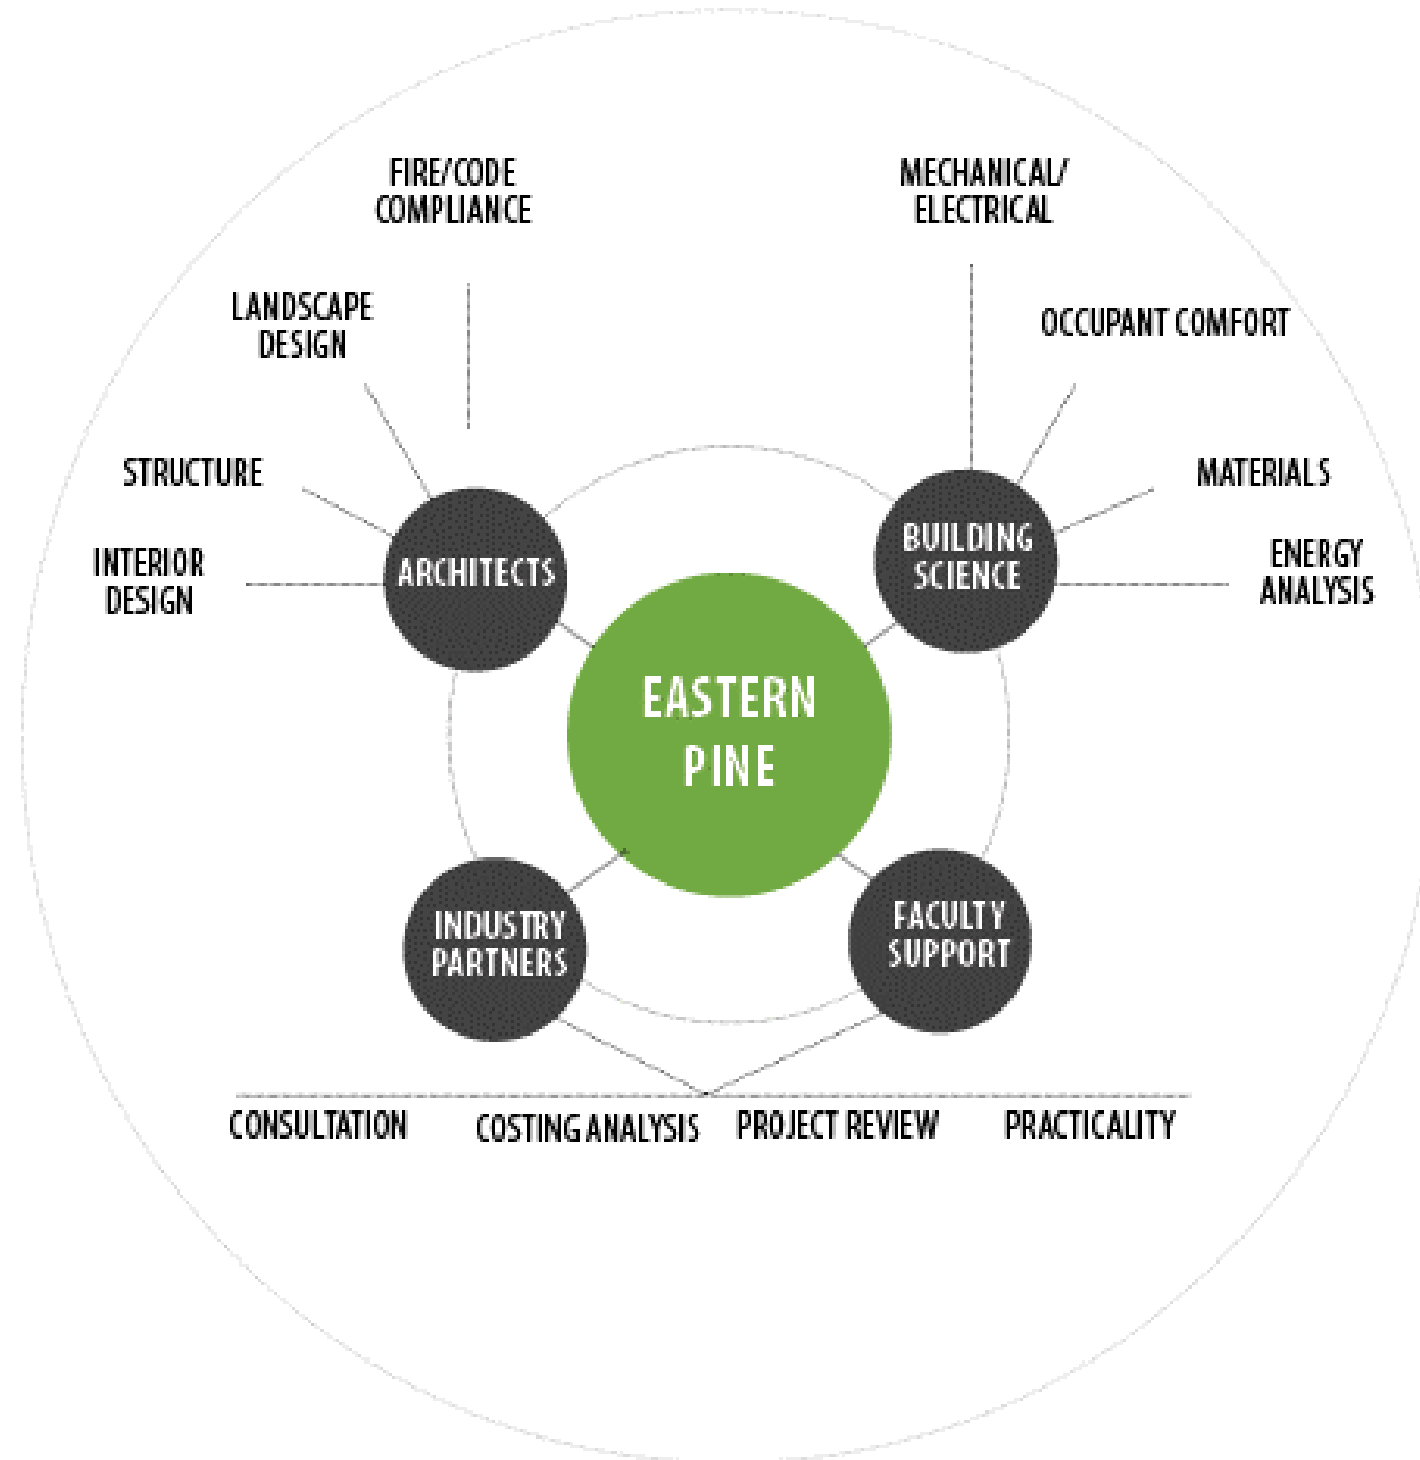 FIRE/CODE
COMPLIANCE
MECHANICAL/
ELECTRICAL
LANDSCAPE
DESIGN
OCCUPANT COMFORT
STRUCTURE
MATERIALS
INTERIOR
DESIGN
ENERGY
ANALYSIS
ARCHITECTS
BUILDING
SCIENCE
EASTERN
PINE
INDUSTRY
PARTNERS
FACULTY
SUPPORT
CONSULTATION
COSTING ANALYSIS
PROJECT REVIEW
PRACTICALITY